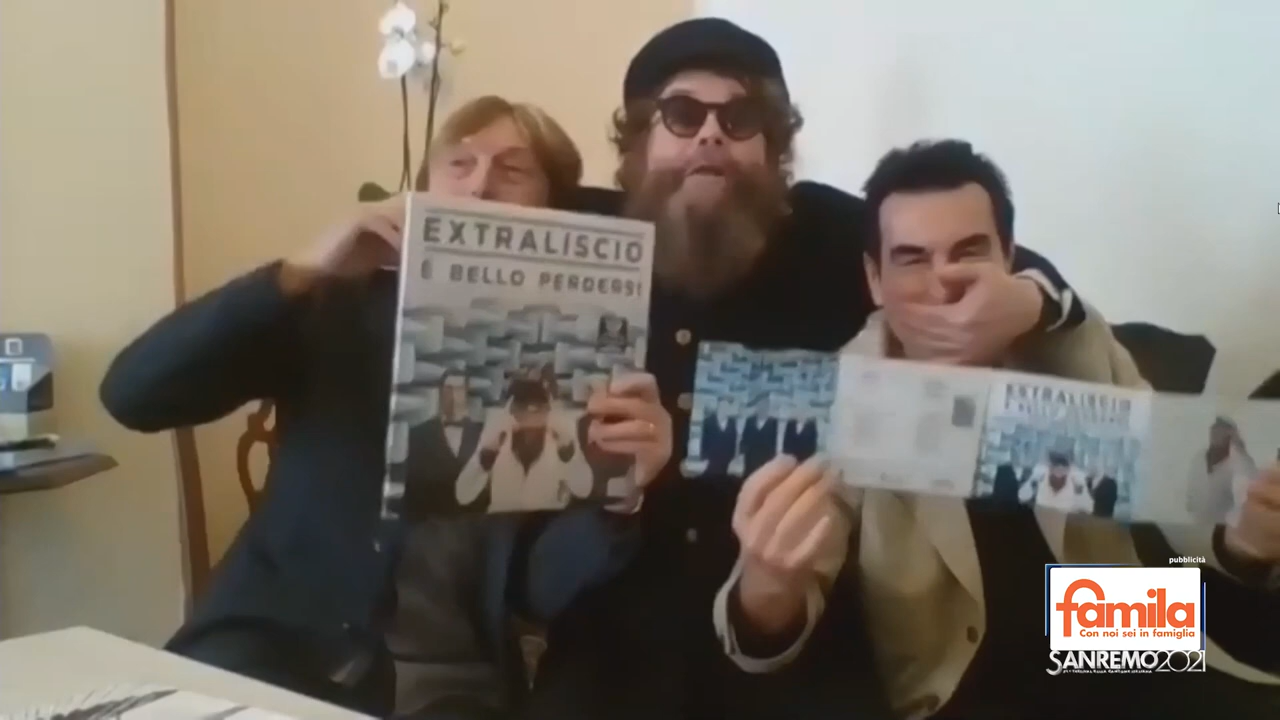 EXTRALISCIO
È BELLO PERDERSI
EXTRALISCIO
pubblicità
famila
Con noi sei in famiglia
SANREMO2021